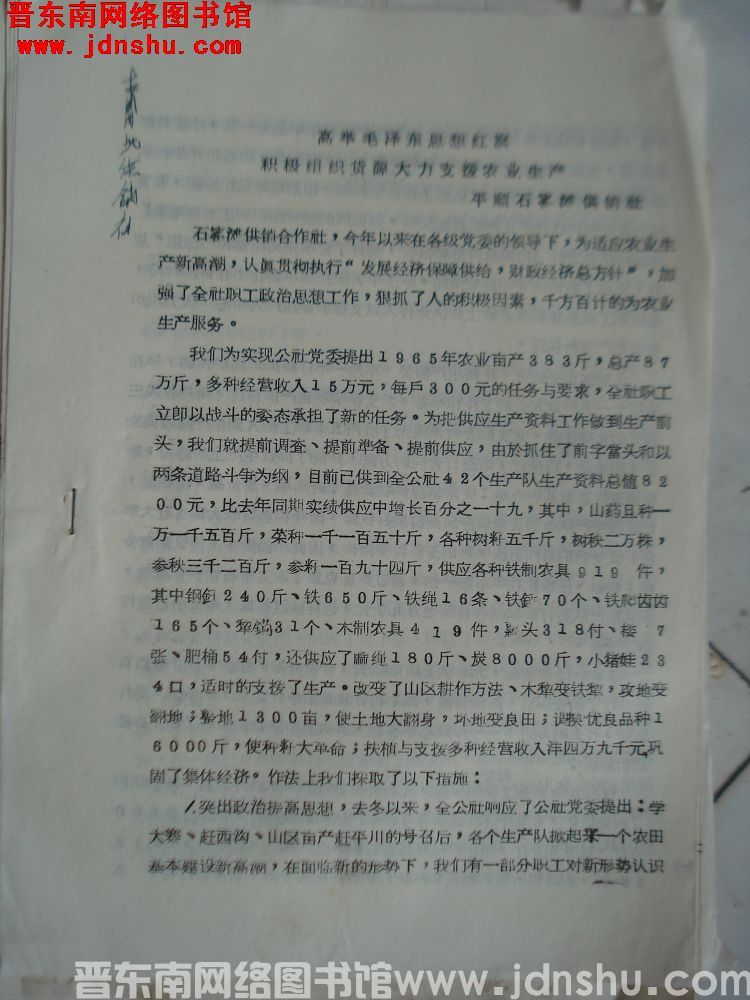 晋东南网络图书馆
www.jdnshu.com
供销社
高举毛泽东思想红旗
积极组织货源大力支援农业生产
平顺石窰滩供销社
石窰滩供销合作社，今年以来在各级党委的领导下，为适应农业生
产新高潮，认真贯彻执行“发展经济保障供给，财政经济总方针”，加
强了全社职工政治思想工作，狠抓了人的积极因素，千方百计的为农业
生产服务。
我们为实现公社党委提出1965年农业亩产383斤，总产87
万斤，多种经营收入15万元，每戶300元的任务与要求，全社职工
立卽以战斗的姿态承担了新的任务。为把供应生产资料工作做到生产前
头，我们就提前调查、提前準备、提前供应，由於抓住了前字當头和以
两条道路斗争为纲，目前已供到全公社42个生产队生产资料总值82
00元，比去年同期实绩供应中增长百分之一十九，其中，山药旦种一
万一千五百斤，菜种一千一百五十斤，各种树籽五千斤，树秧二万株，
参秧三千二百斤，参籽一百九十四斤，供应各种铁制农具919 件，
其中钢鉬240斤、铁650斤、铁绳16条、铁鉔70个、铁爬齿齿
165个、犂镜31个、木制农具419件，鞍头318付、楼 7
张、肥桶54付，还供应了麻绳180斤、炭8000斤，小猪娃23
4口，适时的支援了生产。改变了山区耕作方法、木犂变铁犂，攻地变
翻地；整地1300亩，使土地大翻身，坏地变良田；调换优良品种1
6000斤，使种籽大革命；扶植与支援多种经营收入洋四万九千元，巩
固了集体经济。作法上我们採取了以下措施：
1.突出政治提高思想，去冬以来，全公社响应了公社党委提出：学
大寨、赶西沟、山区亩产赶平川的号召后，各个生产队掀起了一个农田
基本建设新高潮，在面临新的形势下，我们有一部分职工对新形势认识
晋东南网络图书馆www.jdnshu.com